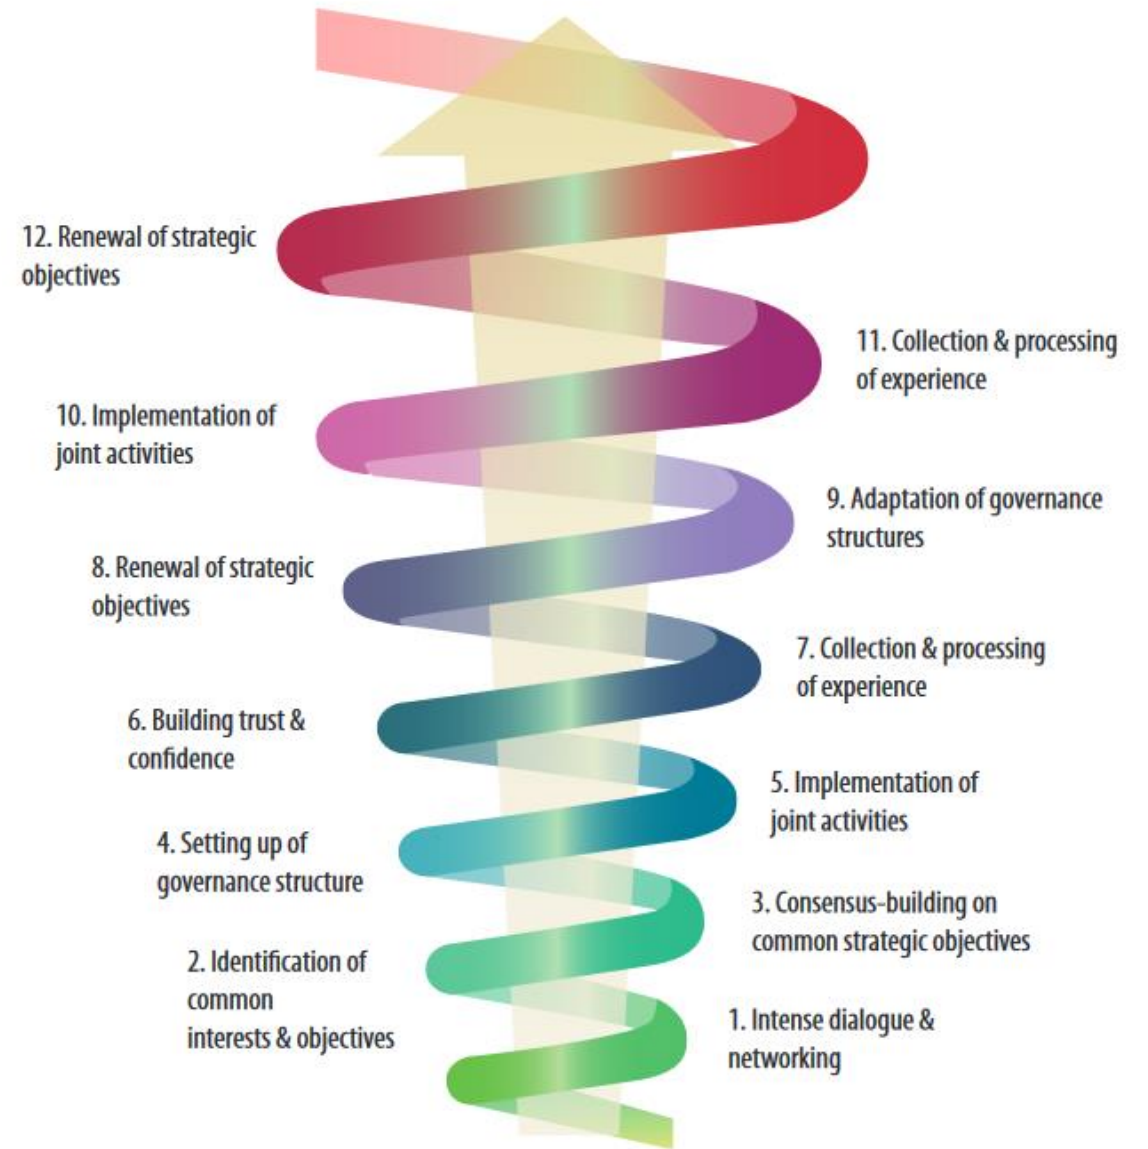 12. Renewal of strategic
objectives
11. Collection & processing
of experience
10. Implementation of
joint activities
9. Adaptation of governance
structures
8. Renewal of strategic
objectives
7. Collection & processing
of experience
6. Building trust &
confidence
5. Implementation of
joint activities
4. Setting up of
governance structure
3. Consensus-building on
common strategic objectives
2. Identification of
common
interests & objectives
1. Intense dialogue &
networking